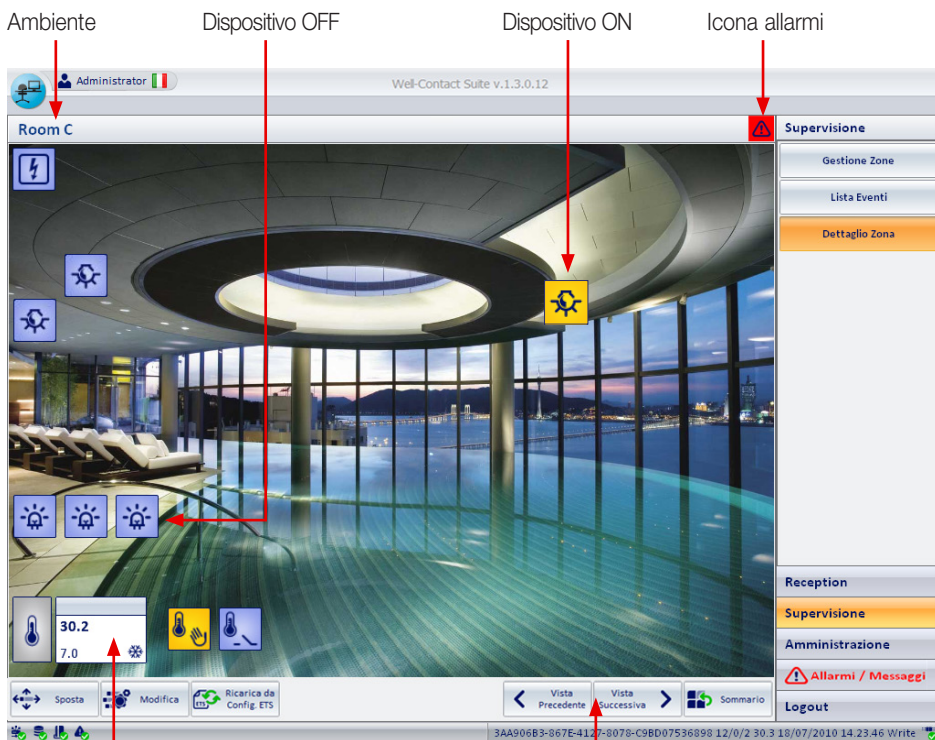 Ambiente
Dispositivo OFF
Dispositivo ON
Icona allarmi
Administrator
Well-Contact Suite v.1.3.0.12
Room C
Supervisione
Gestione Zone
Lista Eventi
Dettaglio Zona
30.2
7.0
Reception
Supervisione
Amministrazione
Allarmi / Messaggi
Logout
Sposta
Modifica
ETS
Ricarica da
Config. ETS
Vista
Precedente
Vista
Successiva
Sommario
3AA906B3-867E-4127-8078-C9BD07536898 12/0/2 30.3 18/07/2010 14.23.46 Write